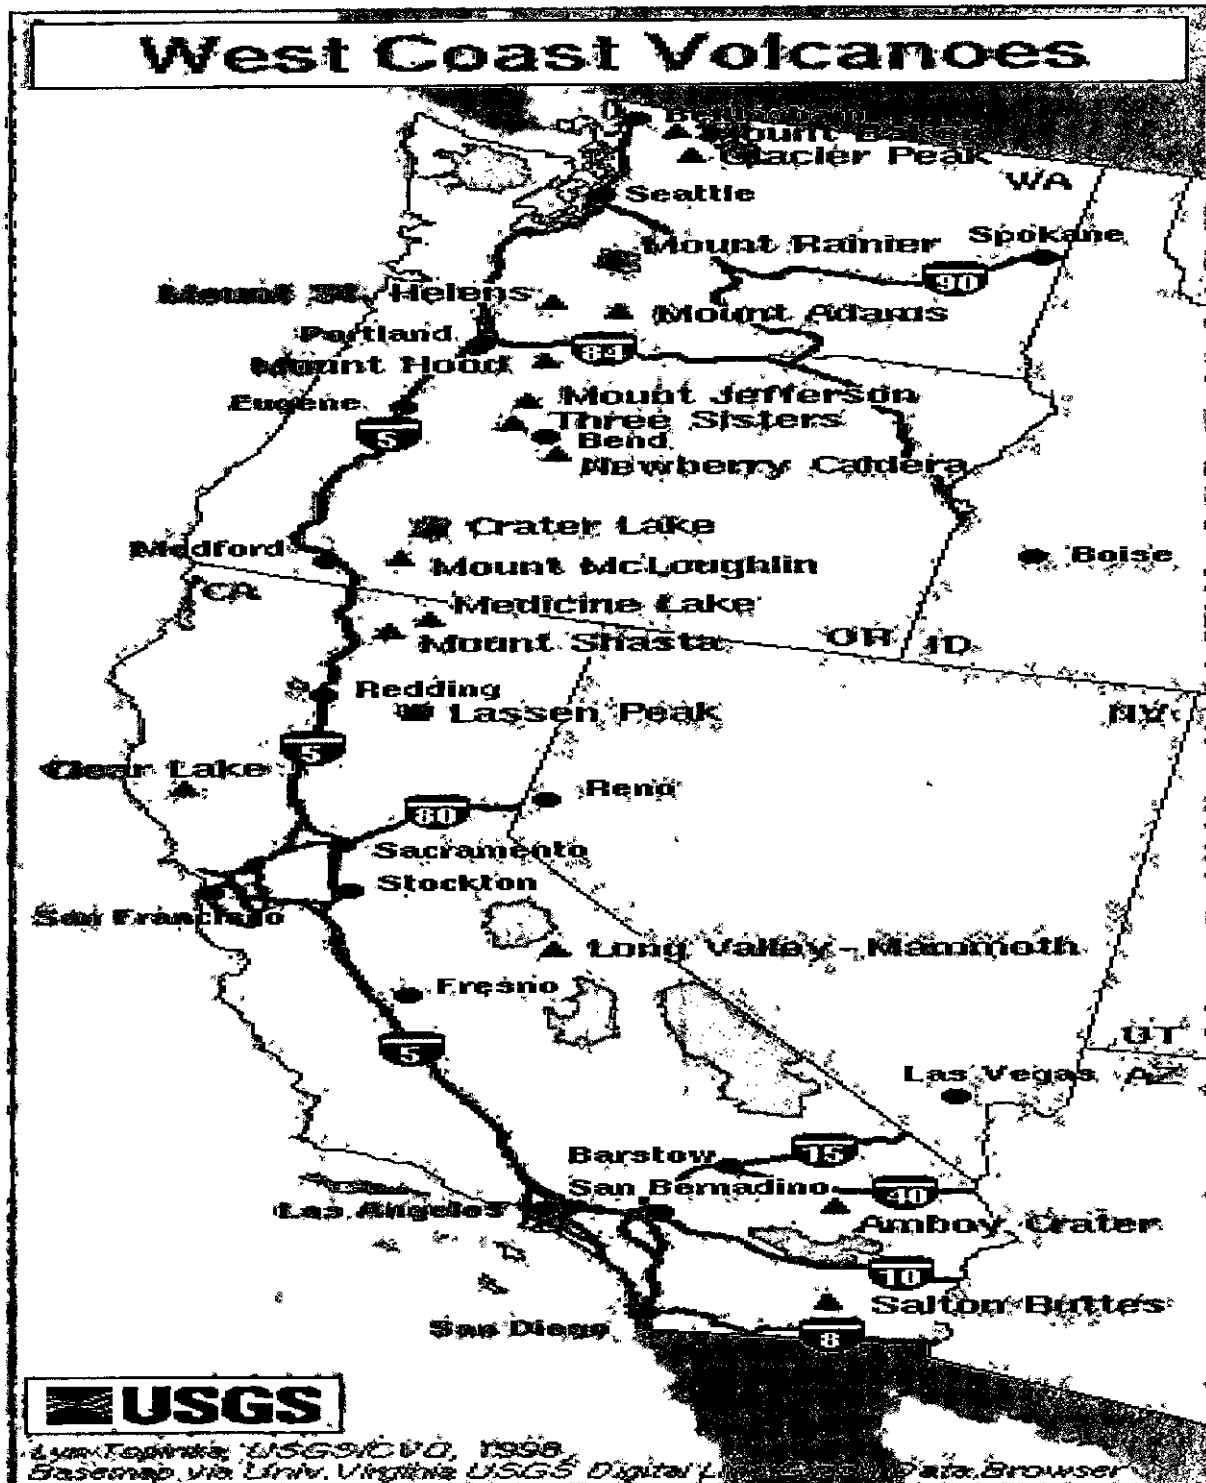 West Coast Volcanoes
Bellingham
Mount Baker
Glacier Peak
WA
Seattle
Spokane
Mount Rainier
90
Mount St. Helens
Mount Adams
Portland
84
Mount Hood
Mount Jefferson
Eugene
Three Sisters
5
Bend
Newberry Caldera
Crater Lake
Medford
Boise
Mount McLoughlin
CA
Medicine Lake
OR ID
Mount Shasta
Redding
NV
Lassen Peak
5
Clear Lake
Reno
80
Sacramento
Stockton
San Francisco
Long Valley - Mammoth
Fresno
UT
5
Las Vegas AZ
Barstow
15
San Bernadino
40
Los Angeles
Amboy Crater
10
Salton Buttes
San Diego
8
USGS
Lyn Topinka, USGS/CVO, 1998
Basemap via Univ. Virginia USGS Digital Data Browser